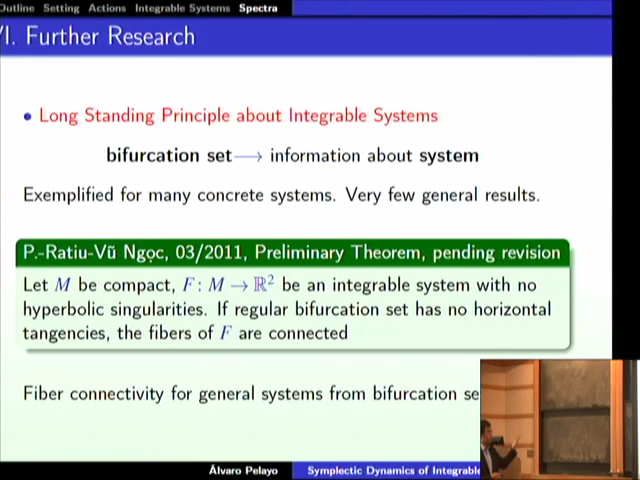 Outline Setting Actions Integrable Systems Spectra
VI. Further Research
• Long Standing Principle about Integrable Systems
bifurcation set⟶ information about system
Exemplified for many concrete systems. Very few general results.
P.-Ratiu-Vũ Ngọc, 03/2011, Preliminary Theorem, pending revision
Let M be compact, F: M → ℝ² be an integrable system with no
hyperbolic singularities. If regular bifurcation set has no horizontal
tangencies, the fibers of F are connected
Fiber connectivity for general systems from bifurcation se
Álvaro Pelayo Symplectic Dynamics of Integrable